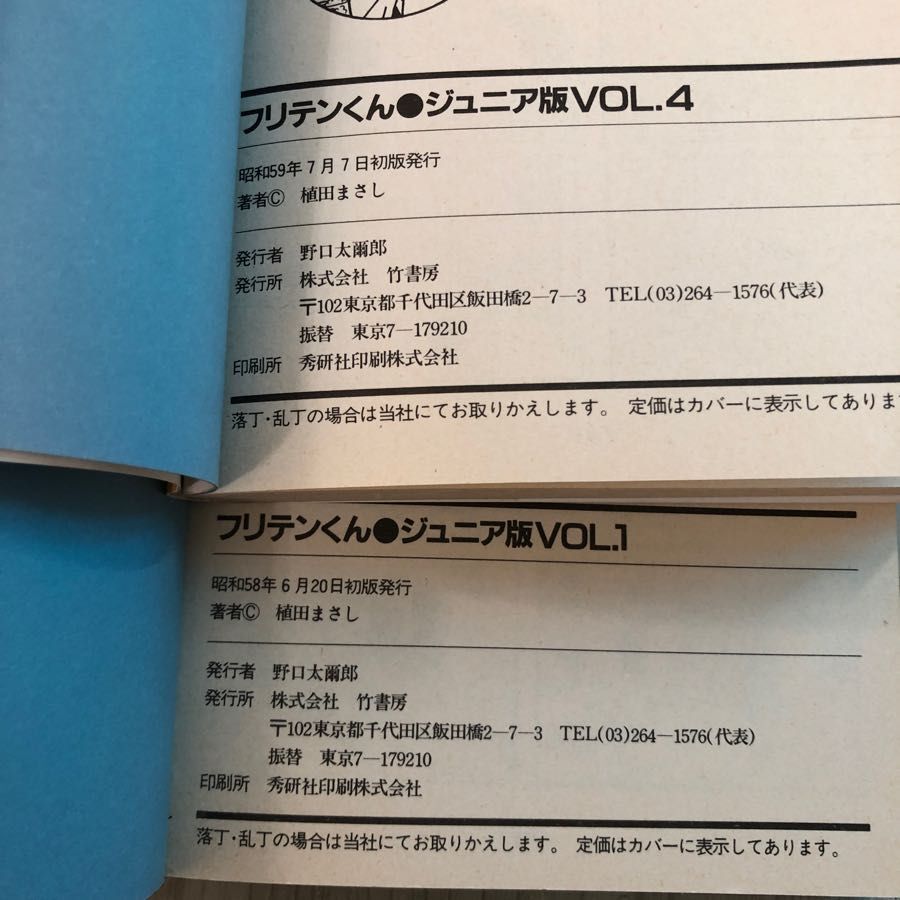 フリテンくん●ジュニア版VOL.4
昭和59年7月7日初版発行
著者Ⓒ 植田まさし
発行者 野口太爾郎
発行所 株式会社 竹書房
〒102東京都千代田区飯田橋2―7―3 TEL(03)264―1576(代表)
振替 東京7―179210
印刷所 秀研社印刷株式会社
落丁・乱丁の場合は当社にてお取りかえします。 定価はカバーに表示してありま
フリテンくん●ジュニア版VOL.1
昭和58年6月20日初版発行
著者Ⓒ 植田まさし
発行者 野口太爾郎
発行所 株式会社 竹書房
〒102東京都千代田区飯田橋2―7―3 TEL(03)264―1576(代表)
振替 東京7―179210
印刷所 秀研社印刷株式会社
落丁・乱丁の場合は当社にてお取りかえします。 定価はカバーに表示してあります。